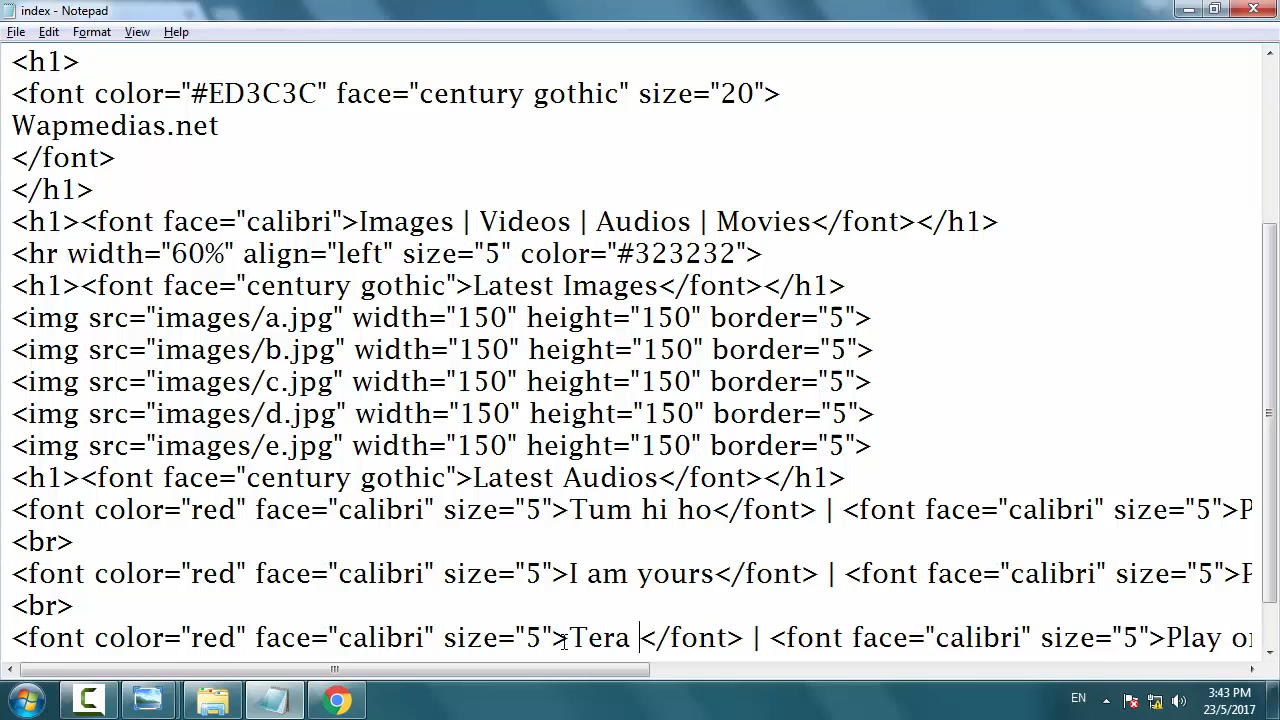 index - Notepad
File Edit Format View Help
<h1>
<font color="#ED3C3C" face="century gothic" size="20">
Wapmedias.net
</font>
</h1>
<h1><font face="calibri">Images | Videos | Audios | Movies</font></h1>
<hr width="60%" align="left" size="5" color="#323232">
<h1><font face="century gothic">Latest Images</font></h1>
<img src="images/a.jpg" width="150" height="150" border="5">
<img src="images/b.jpg" width="150" height="150" border="5">
<img src="images/c.jpg" width="150" height="150" border="5">
<img src="images/d.jpg" width="150" height="150" border="5">
<img src="images/e.jpg" width="150" height="150" border="5">
<h1><font face="century gothic">Latest Audios</font></h1>
<font color="red" face="calibri" size="5">Tum hi ho</font> | <font face="calibri" size="5">P
<br>
<font color="red" face="calibri" size="5">I am yours</font> | <font face="calibri" size="5">P
<br>
<font color="red" face="calibri" size="5">Tera </font> | <font face="calibri" size="5">Play on
EN
3:43 PM
23/5/2017